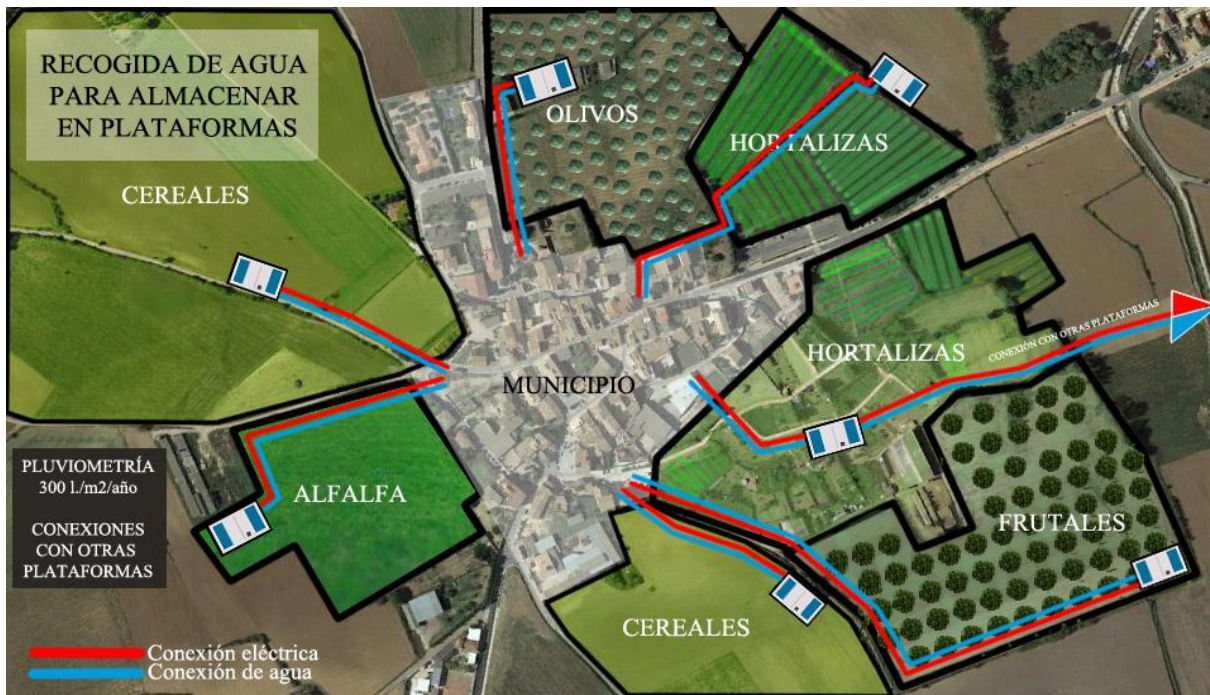 RECOGIDA DE AGUA
PARA ALMACENAR
EN PLATAFORMAS
CEREALES
OLIVOS
HORTALIZAS
HORTALIZAS
CONEXIÓN CON OTRAS PLATAFORMAS
MUNICIPIO
ALFALFA
FRUTALES
CEREALES
PLUVIOMETRÍA
300 l./m2/año
CONEXIONES
CON OTRAS
PLATAFORMAS
Conexión eléctrica
Conexión de agua